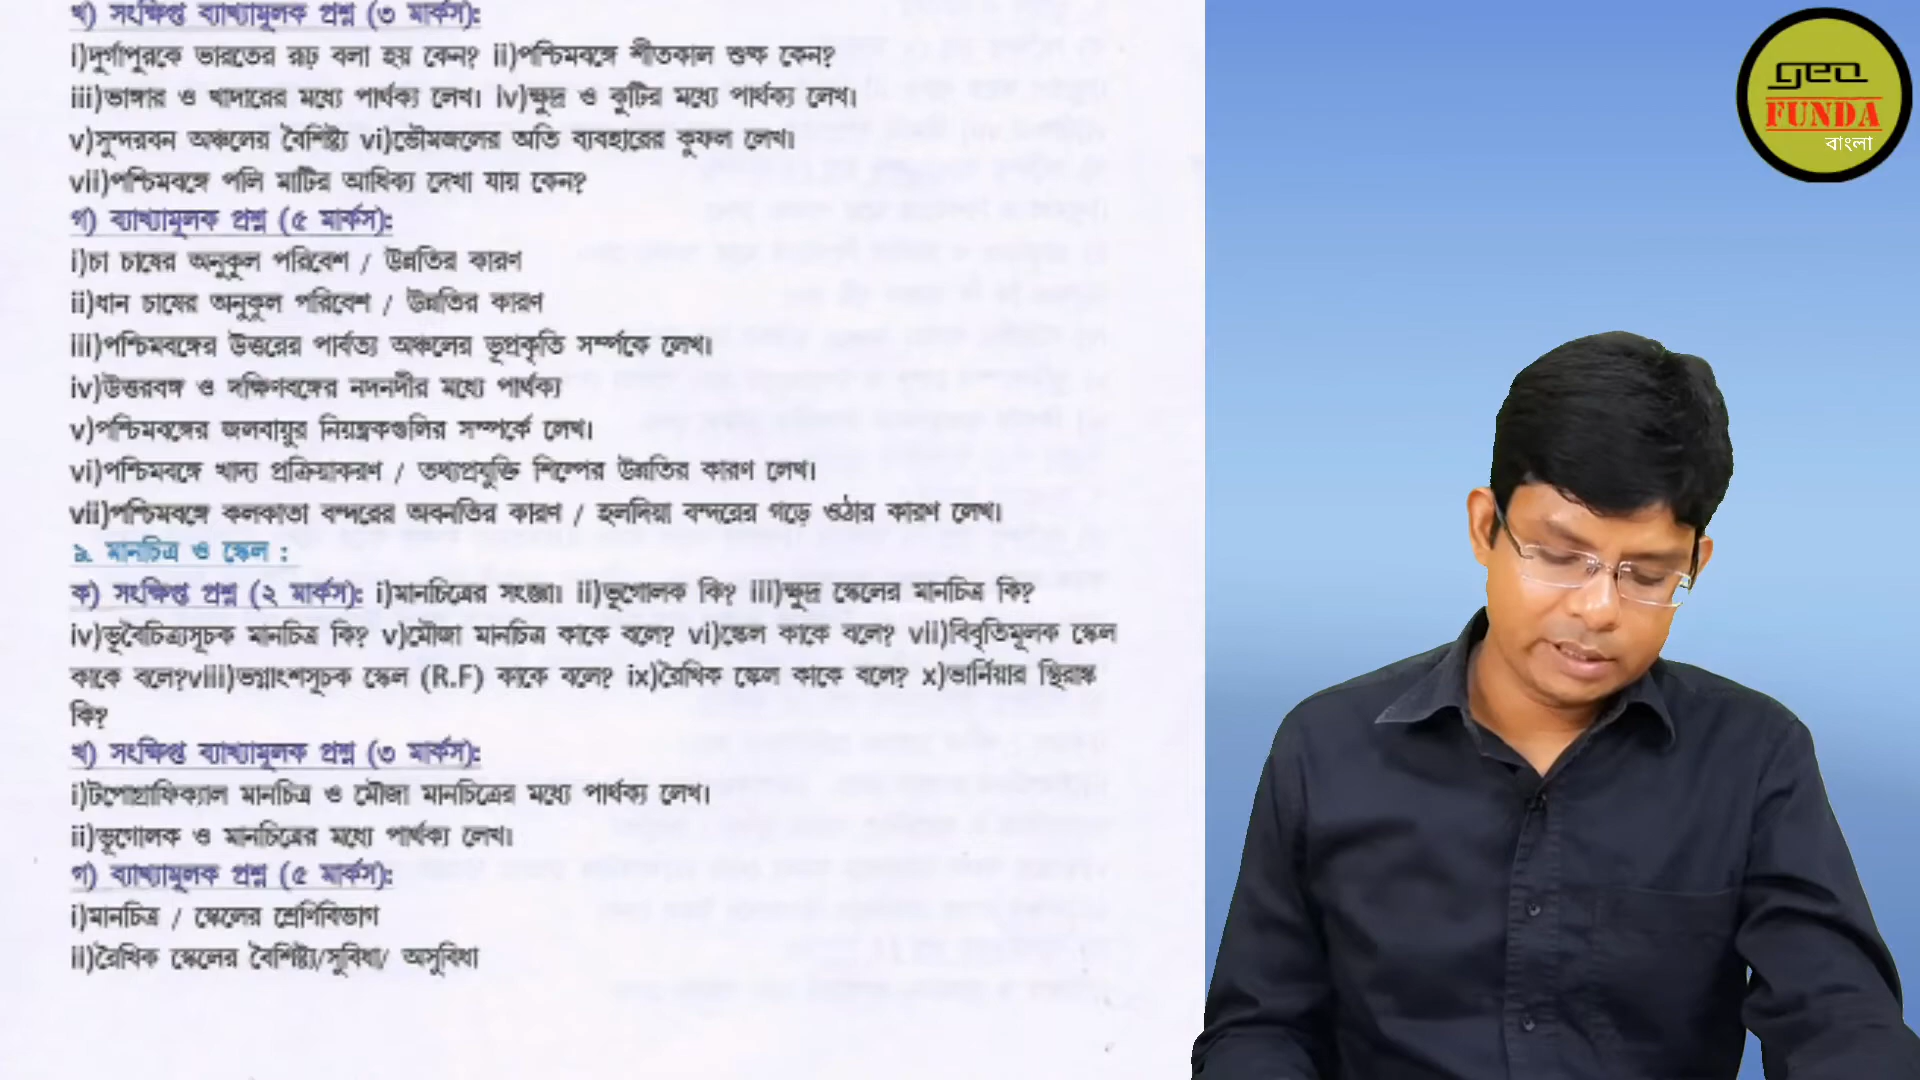 খ) সংক্ষিপ্ত ব্যাখ্যামূলক প্রশ্ন (৩ মার্কস):
i)দুর্গাপুরকে ভারতের রূঢ় বলা হয় কেন? ii)পশ্চিমবঙ্গে শীতকাল শুষ্ক কেন?
iii)ভাঙ্গার ও খাদারের মধ্যে পার্থক্য লেখ। iv)ক্ষুদ্র ও কুটির মধ্যে পার্থক্য লেখ।
v)সুন্দরবন অঞ্চলের বৈশিষ্ট্য vi)ভৌমজলের অতি ব্যবহারের কুফল লেখ।
vii)পশ্চিমবঙ্গে পলি মাটির আধিক্য দেখা যায় কেন?
গ) ব্যাখ্যামূলক প্রশ্ন (৫ মার্কস):
i)চা চাষের অনুকূল পরিবেশ / উন্নতির কারণ
ii)ধান চাষের অনুকূল পরিবেশ / উন্নতির কারণ
iii)পশ্চিমবঙ্গের উত্তরের পার্বত্য অঞ্চলের ভূপ্রকৃতি সর্ম্পকে লেখ।
iv)উত্তরবঙ্গ ও দক্ষিণবঙ্গের নদনদীর মধ্যে পার্থক্য
v)পশ্চিমবঙ্গের জলবায়ুর নিয়ন্ত্রকগুলির সম্পর্কে লেখ।
vi)পশ্চিমবঙ্গে খাদ্য প্রক্রিয়াকরণ / তথ্যপ্রযুক্তি শিল্পের উন্নতির কারণ লেখ।
vii)পশ্চিমবঙ্গে কলকাতা বন্দরের অবনতির কারণ / হলদিয়া বন্দরের গড়ে ওঠার কারণ লেখ।
৯. মানচিত্র ও স্কেল :
ক) সংক্ষিপ্ত প্রশ্ন (২ মার্কস): i)মানচিত্রের সংজ্ঞা। ii)ভূগোলক কি? iii)ক্ষুদ্র স্কেলের মানচিত্র কি?
iv)ভূবৈচিত্র্যসূচক মানচিত্র কি? v)মৌজা মানচিত্র কাকে বলে? vi)স্কেল কাকে বলে? vii)বিবৃতিমূলক স্কেল
কাকে বলে?viii)ভগ্নাংশসূচক স্কেল (R.F) কাকে বলে? ix)রৈখিক স্কেল কাকে বলে? x)ভার্নিয়ার স্থিরাঙ্ক
কি?
খ) সংক্ষিপ্ত ব্যাখ্যামূলক প্রশ্ন (৩ মার্কস):
i)টপোগ্রাফিক্যাল মানচিত্র ও মৌজা মানচিত্রের মধ্যে পার্থক্য লেখ।
ii)ভূগোলক ও মানচিত্রের মধ্যে পার্থক্য লেখ।
গ) ব্যাখ্যামূলক প্রশ্ন (৫ মার্কস):
i)মানচিত্র / স্কেলের শ্রেণিবিভাগ
ii)রৈখিক স্কেলের বৈশিষ্ট্য/সুবিধা/ অসুবিধা
geo
FUNDA
বাংলা